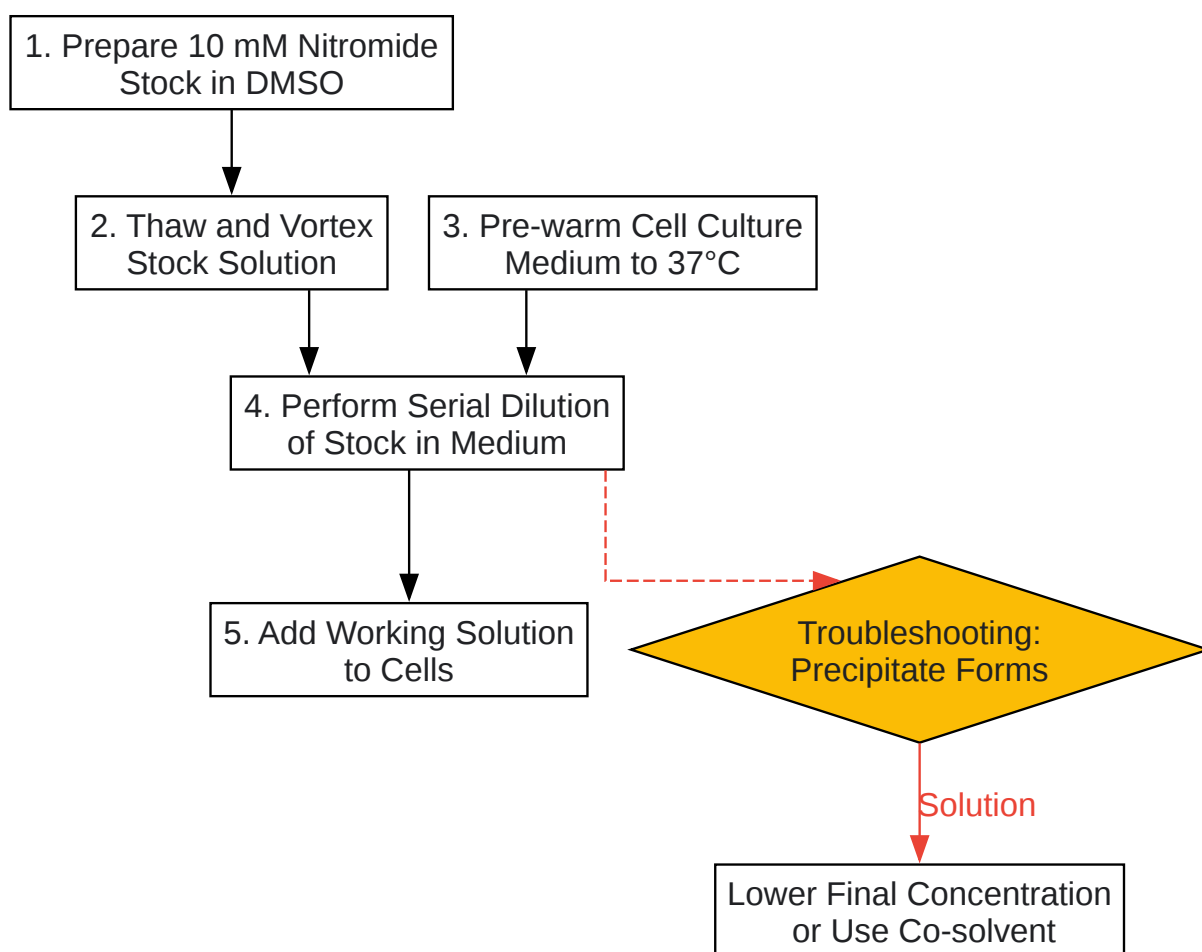 1. Prepare 10 mM Nitromide
Stock in DMSO
2. Thaw and Vortex
Stock Solution
3. Pre-warm Cell Culture
Medium to 37°C
4. Perform Serial Dilution
of Stock in Medium
5. Add Working Solution
to Cells
Troubleshooting:
Precipitate Forms
Solution
Lower Final Concentration
or Use Co-solvent